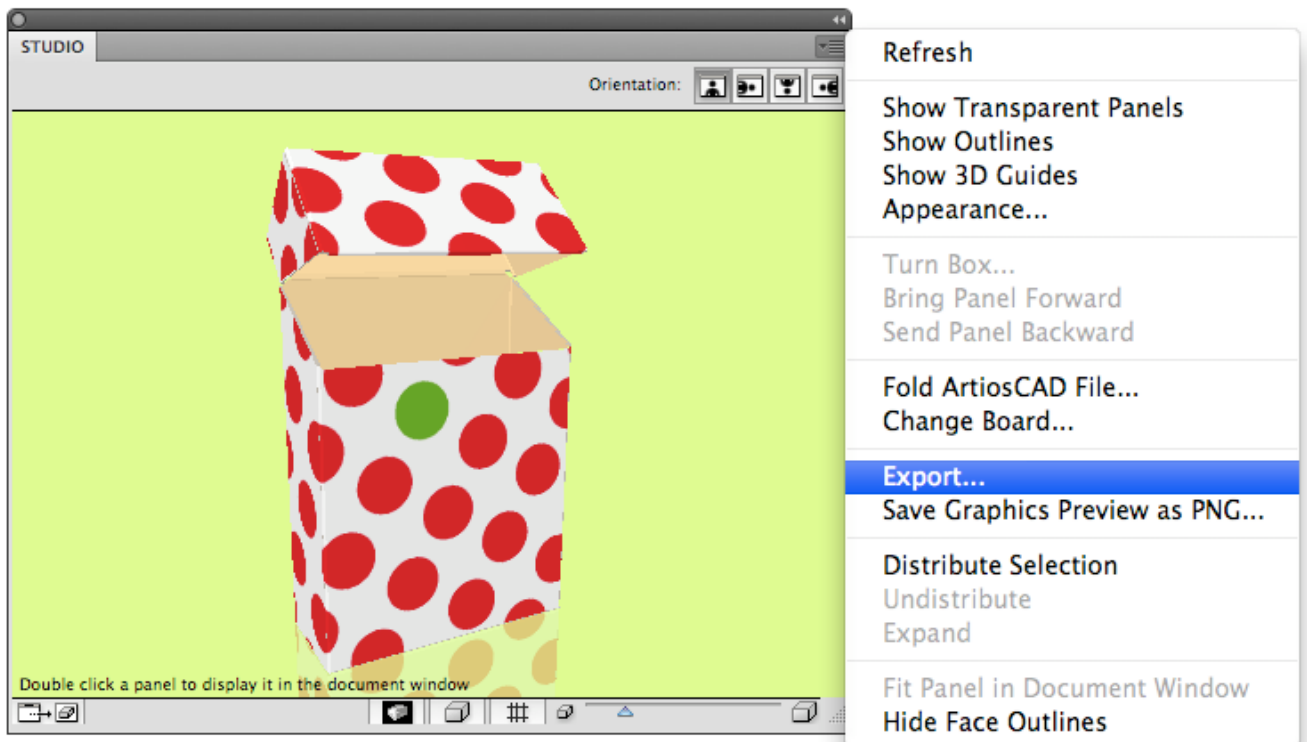 STUDIO
Orientation:
Double click a panel to display it in the document window
Refresh
Show Transparent Panels
Show Outlines
Show 3D Guides
Appearance...
Turn Box...
Bring Panel Forward
Send Panel Backward
Fold ArtiosCAD File...
Change Board...
Export...
Save Graphics Preview as PNG...
Distribute Selection
Undistribute
Expand
Fit Panel in Document Window
Hide Face Outlines